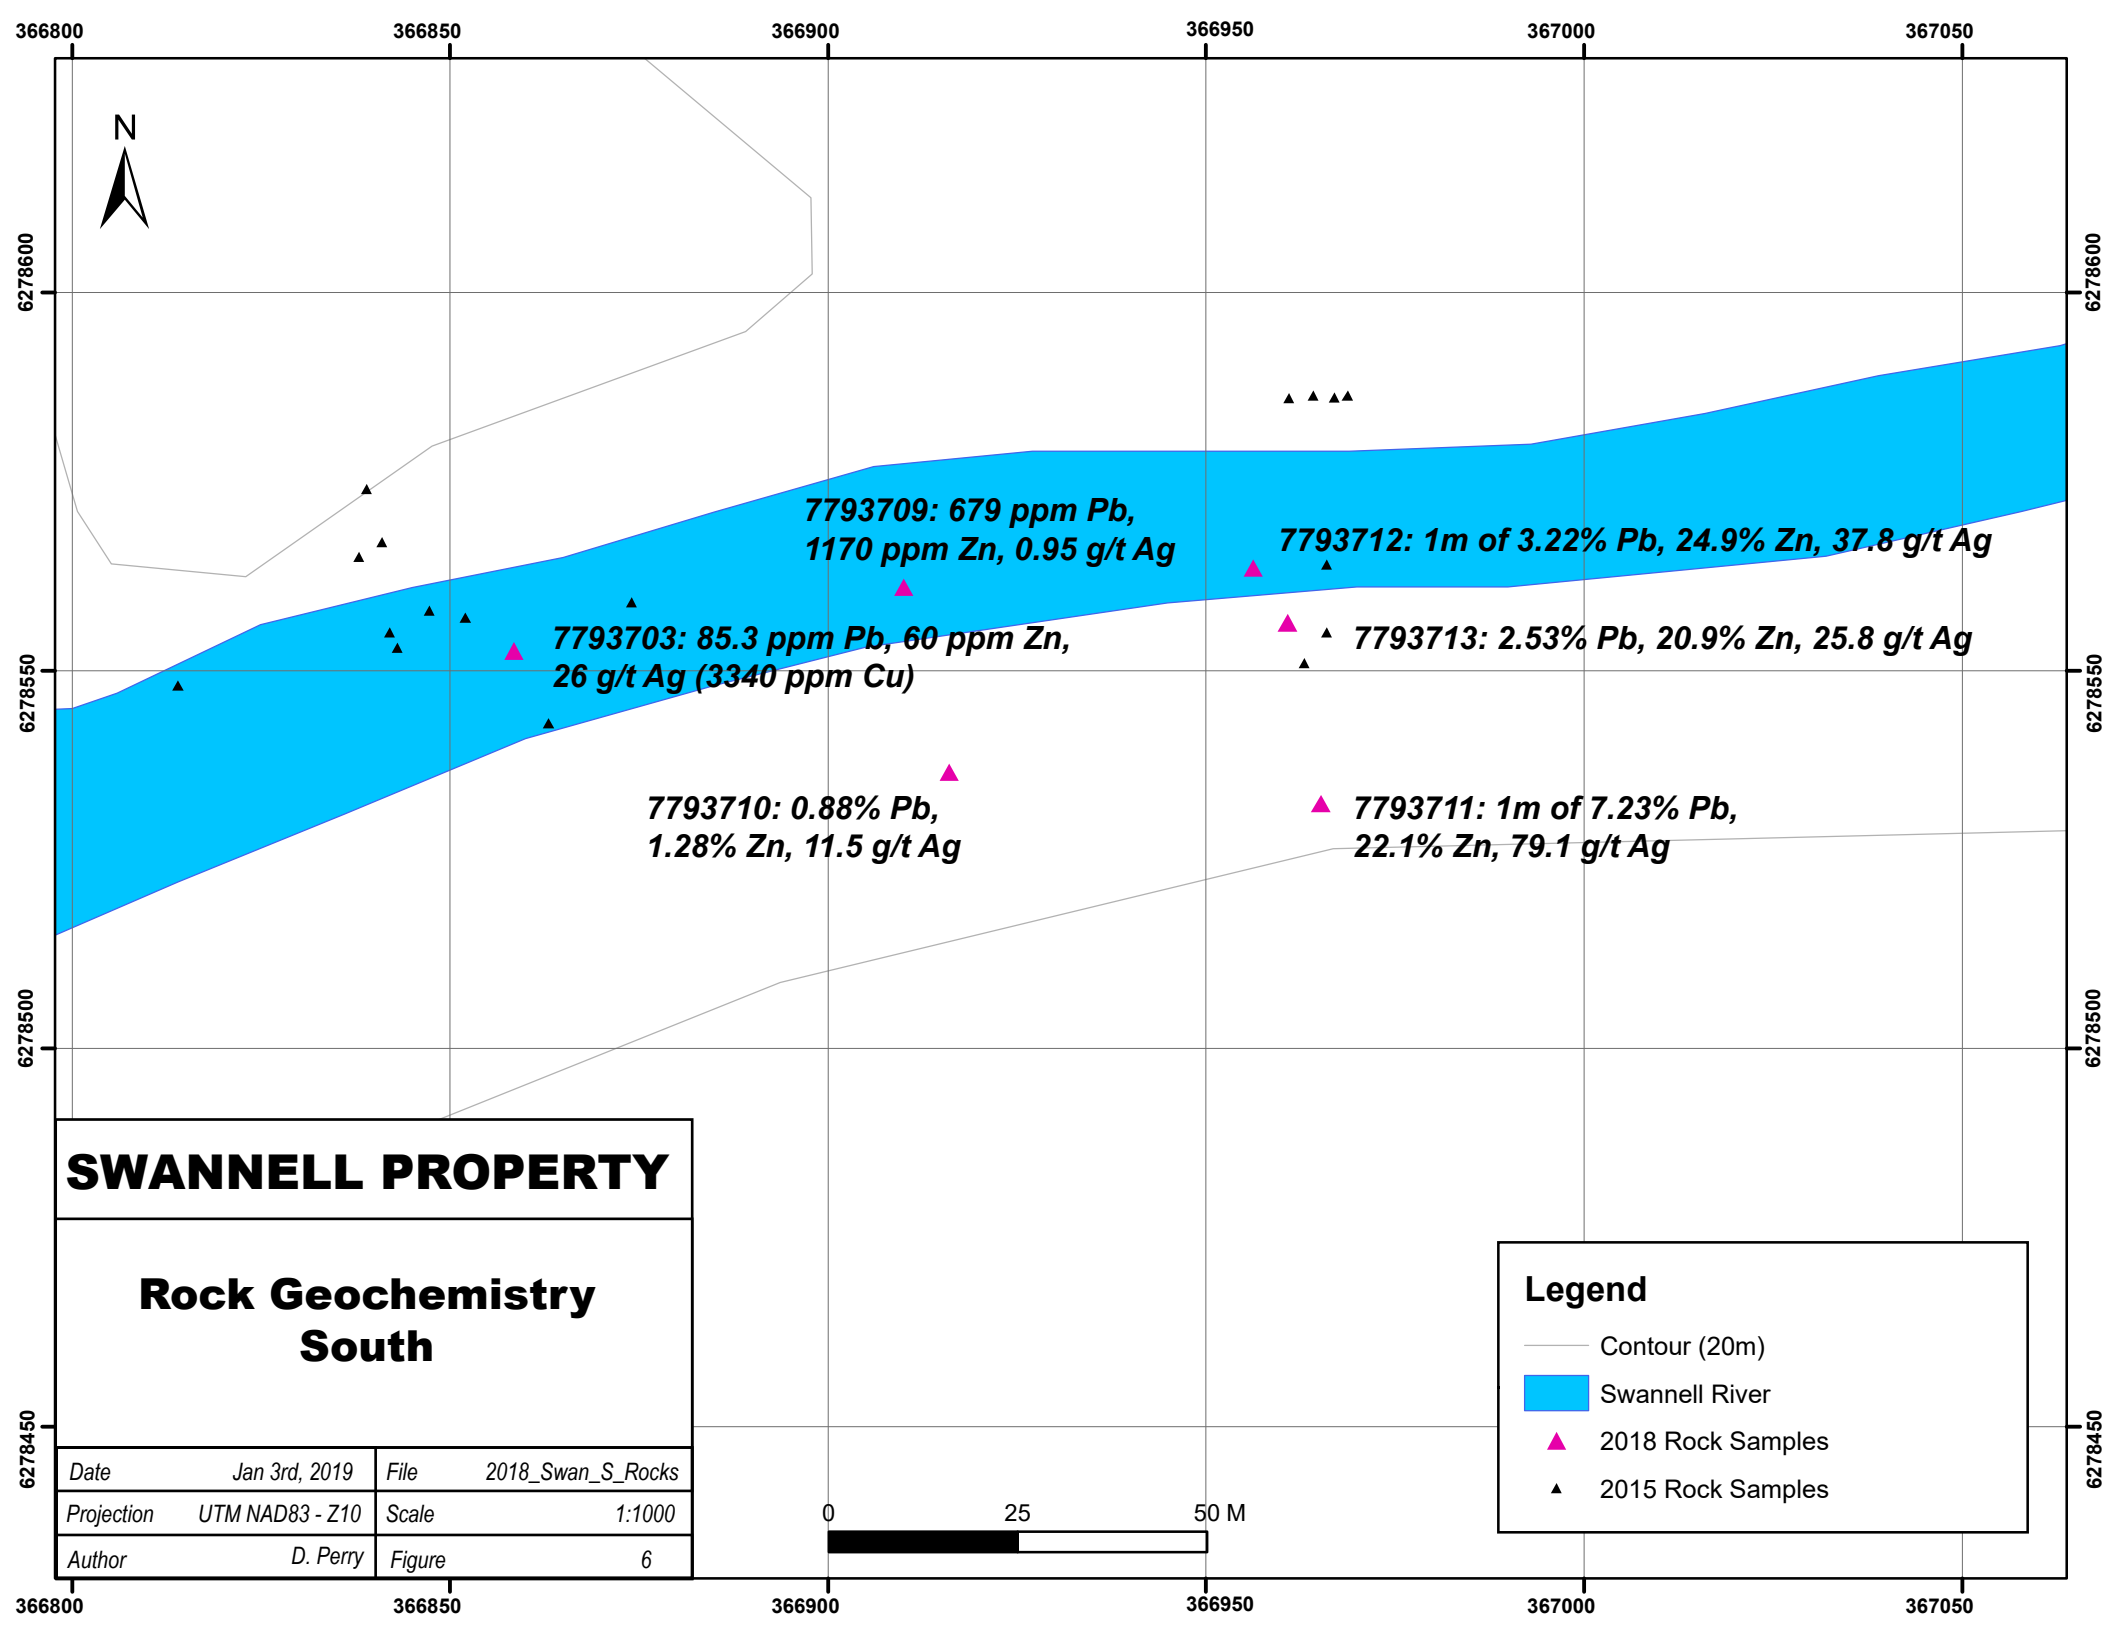 366800 366850 366900 366950 367000 367050
N
6278600 6278600
7793709: 679 ppm Pb,
1170 ppm Zn, 0.95 g/t Ag
7793712: 1m of 3.22% Pb, 24.9% Zn, 37.8 g/t Ag
7793703: 85.3 ppm Pb, 60 ppm Zn,
26 g/t Ag (3340 ppm Cu)
7793713: 2.53% Pb, 20.9% Zn, 25.8 g/t Ag
6278550 6278550
7793710: 0.88% Pb,
1.28% Zn, 11.5 g/t Ag
7793711: 1m of 7.23% Pb,
22.1% Zn, 79.1 g/t Ag
6278500 6278500
SWANNELL PROPERTY
Rock Geochemistry
South
6278450 6278450
Date Jan 3rd, 2019 File 2018_Swan_S_Rocks
Projection UTM NAD83 - Z10 Scale 1:1000
Author D. Perry Figure 6
0 25 50 M
Legend
Contour (20m)
Swannell River
2018 Rock Samples
2015 Rock Samples
366800 366850 366900 366950 367000 367050